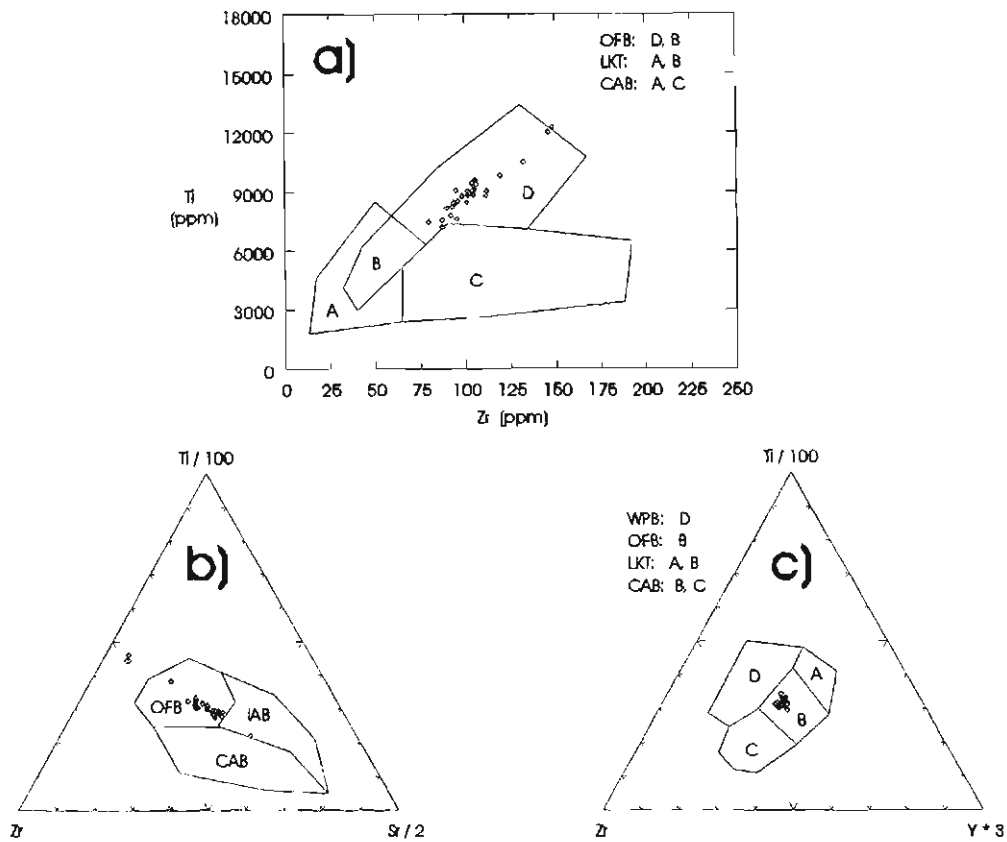 18000
15000
12000
9000
6000
3000
0
Ti
(ppm)
a)
OFB: D, B
LKT: A, B
CAB: A, C
D
B
C
A
0 25 50 75 100 125 150 175 200 225 250
Zr (ppm)
Ti / 100
b)
OFB
IAB
CAB
Zr
Sr / 2
Ti / 100
WPB: D
OFB: B
LKT: A, B
CAB: B, C
c)
D
A
B
C
Zr
Y * 3